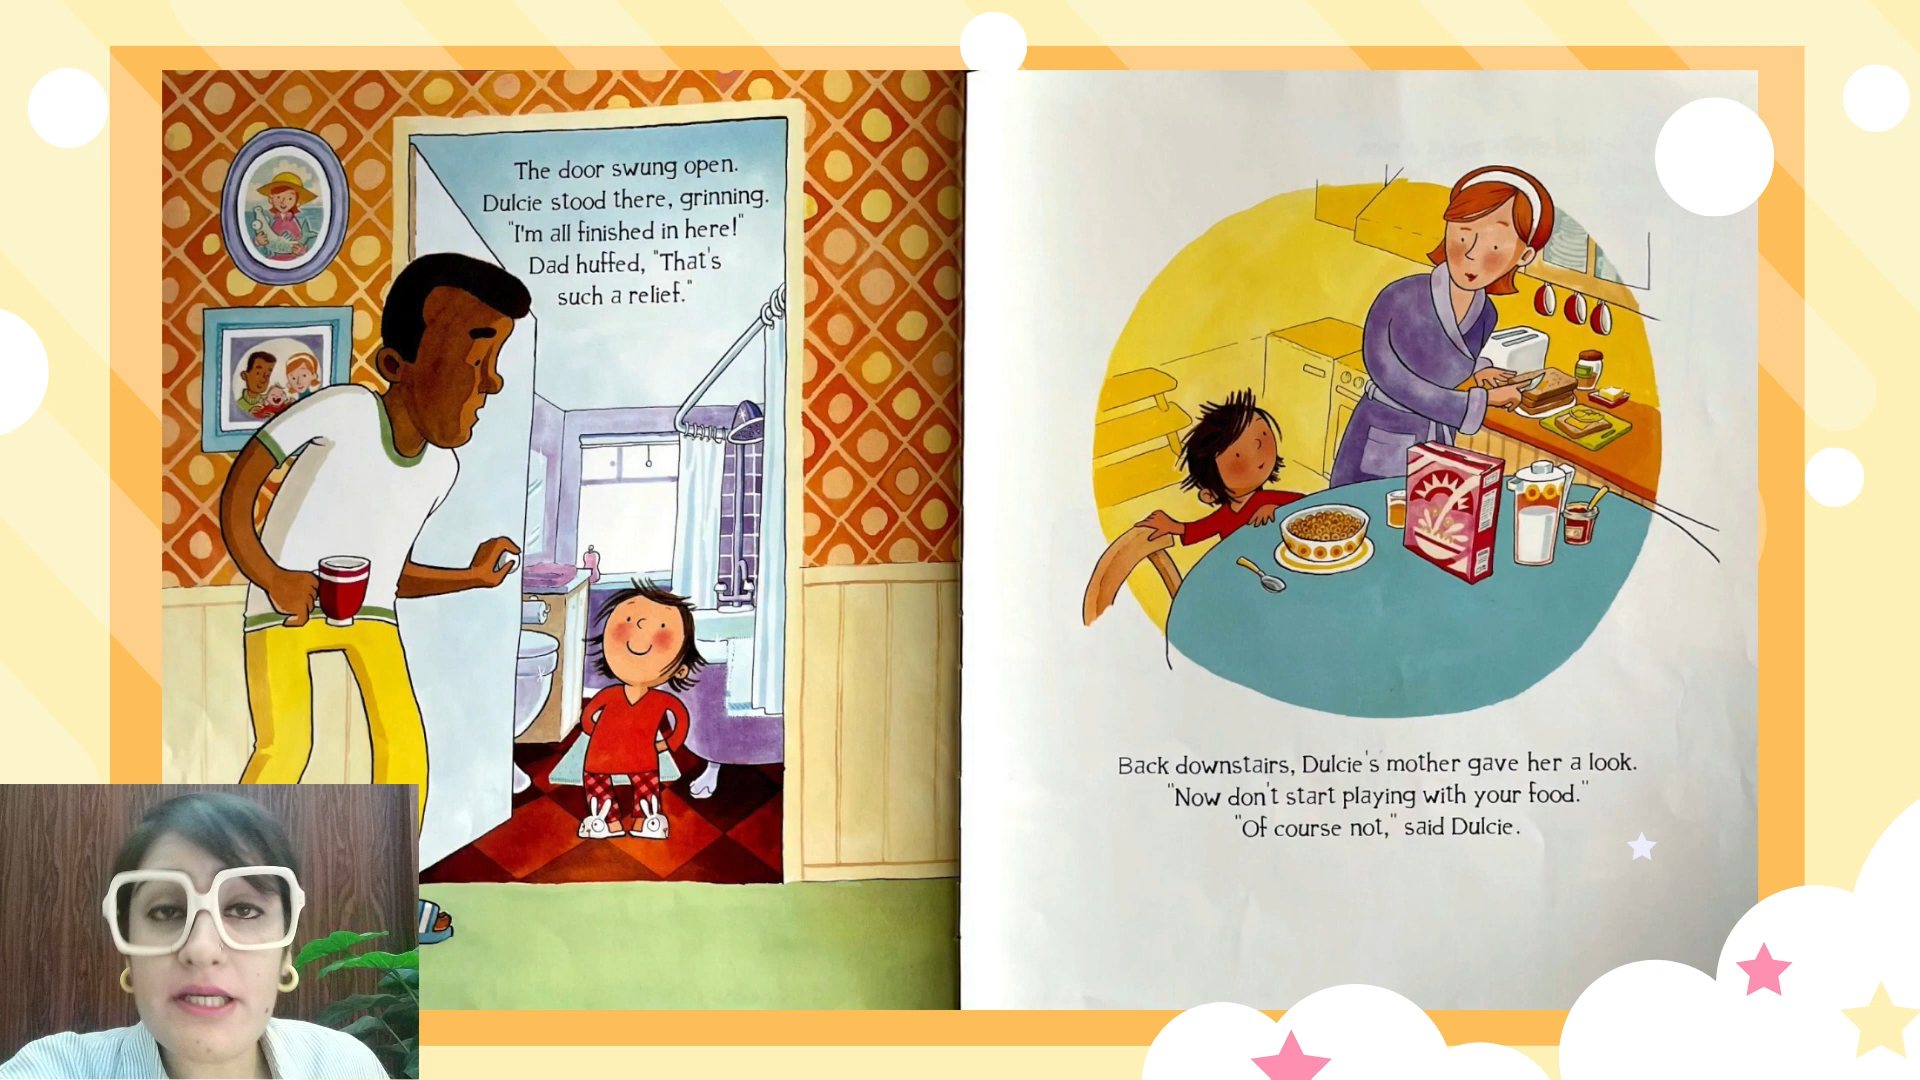 The door swung open.
Dulcie stood there, grinning.
"I'm all finished in here!"
Dad huffed, "That's
such a relief."
Back downstairs, Dulcie's mother gave her a look.
"Now don't start playing with your food."
"Of course not," said Dulcie.